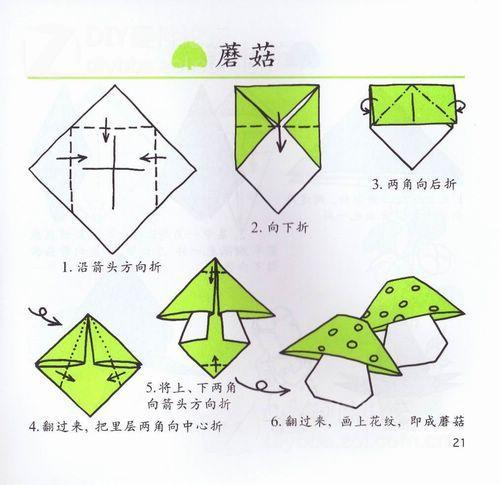 蘑菇
1.沿箭头方向折
2.向下折
3.两角向后折
4.翻过来,把里层两角向中心折
5.将上、下两角
向箭头方向折
6.翻过来,画上花纹,即成蘑菇
21